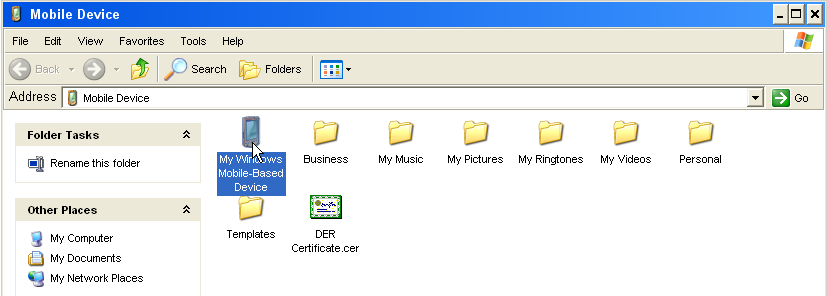 Mobile Device
File Edit View Favorites Tools Help
Back Search Folders
Address Mobile Device Go
Folder Tasks
Rename this folder
Other Places
My Computer
My Documents
My Network Places
My Windows
Mobile-Based
Device
Business
My Music
My Pictures
My Ringtones
My Videos
Personal
Templates
DER
Certificate.cer